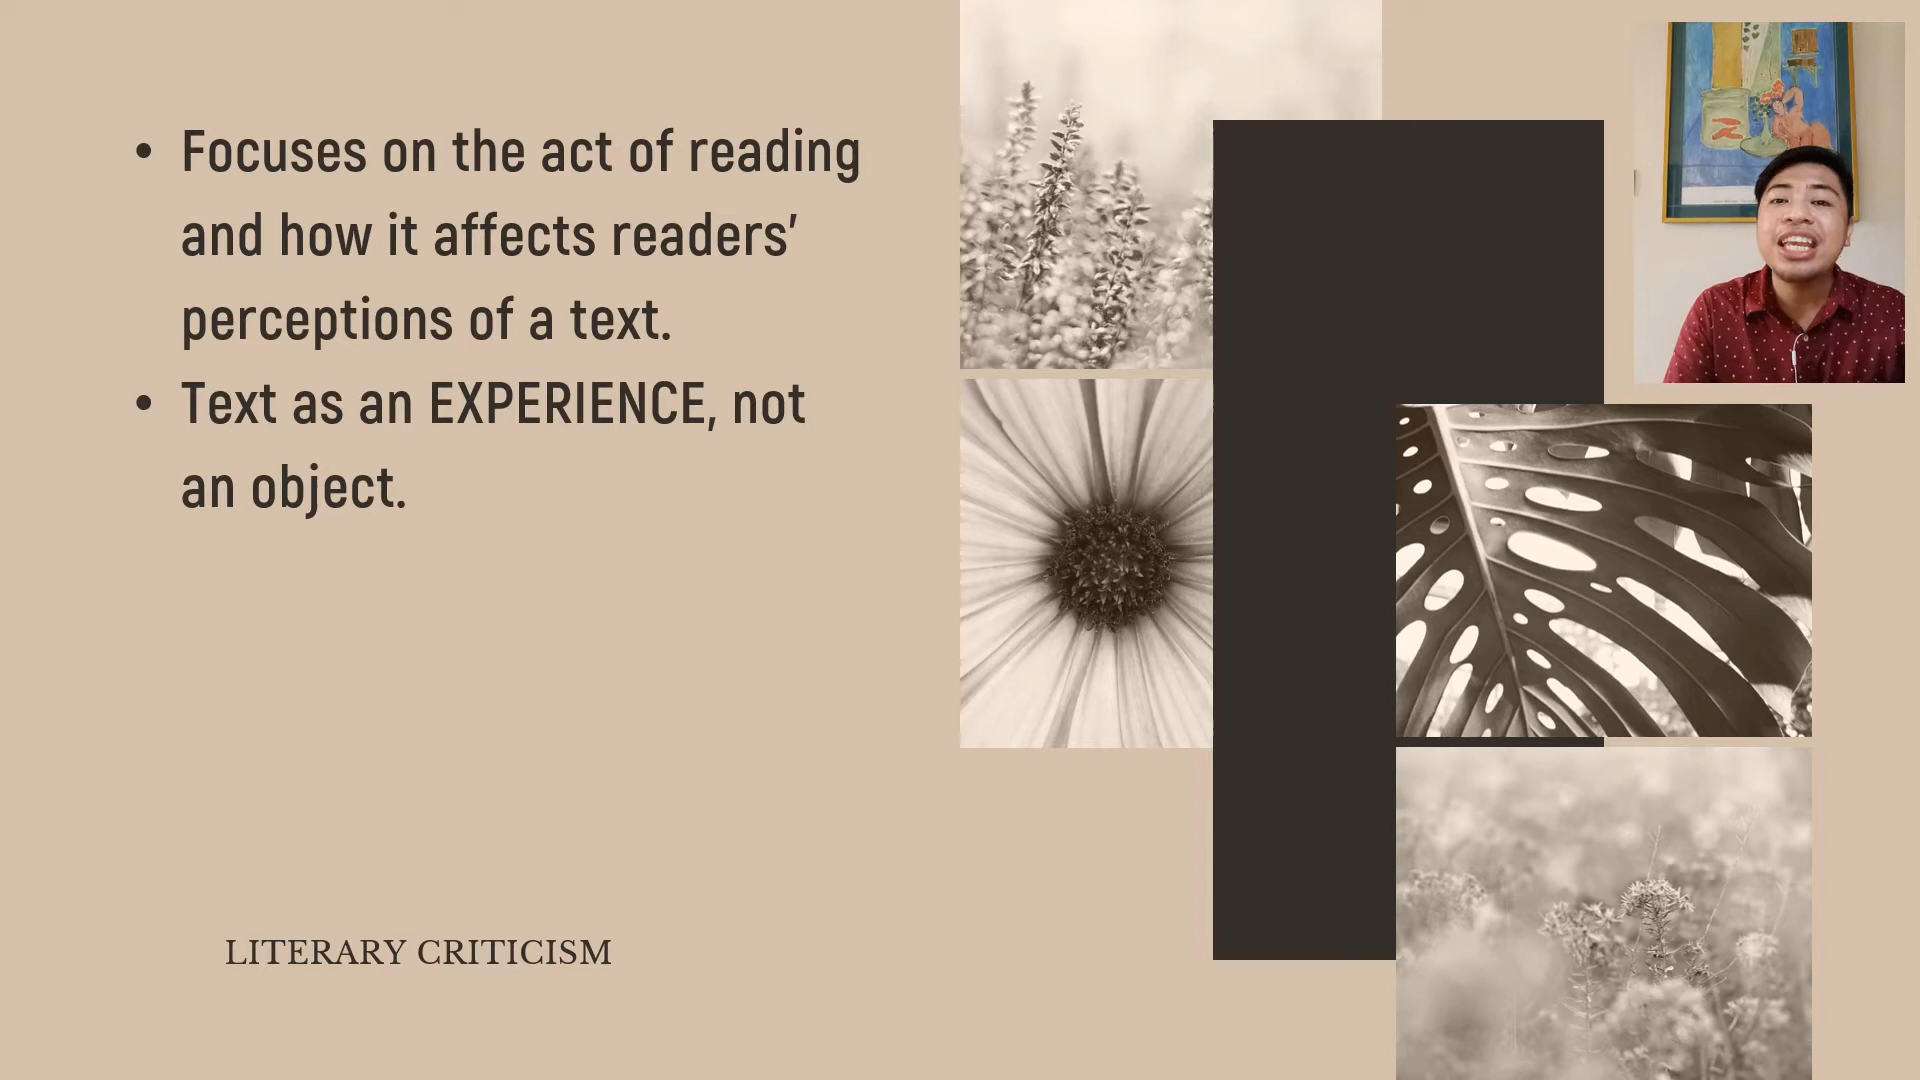 • Focuses on the act of reading
and how it affects readers’
perceptions of a text.
• Text as an EXPERIENCE, not
an object.
LITERARY CRITICISM